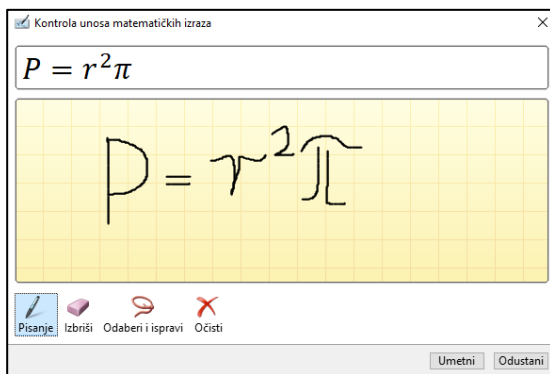 Kontrola unosa matematičkih izraza
P = r²π
P = r²π
Pisanje Izbriši Odaberi i ispravi Očisti
Umetni Odustani